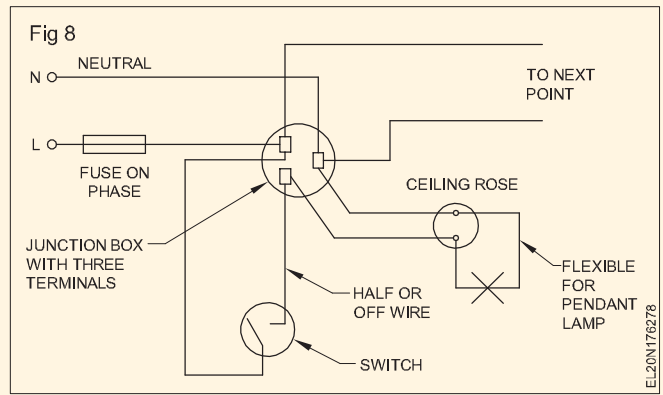 Fig 8
N
NEUTRAL
TO NEXT
POINT
L
FUSE ON
PHASE
CEILING ROSE
JUNCTION BOX
WITH THREE
TERMINALS
HALF OR
OFF WIRE
FLEXIBLE
FOR
PENDANT
LAMP
SWITCH
EL20N176278